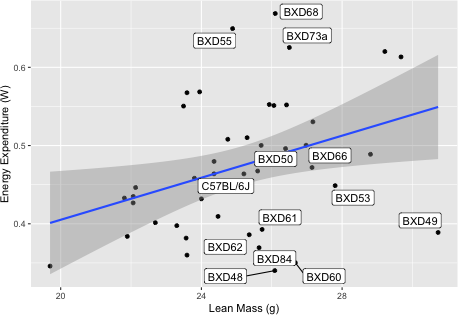 BXD68
BXD55
BXD73a
0.6
Energy Expenditure (W)
0.5
BXD50
BXD66
C57BL/6J
BXD53
0.4
BXD61
BXD49
BXD62
BXD84
BXD48
BXD60
20
24
28
Lean Mass (g)